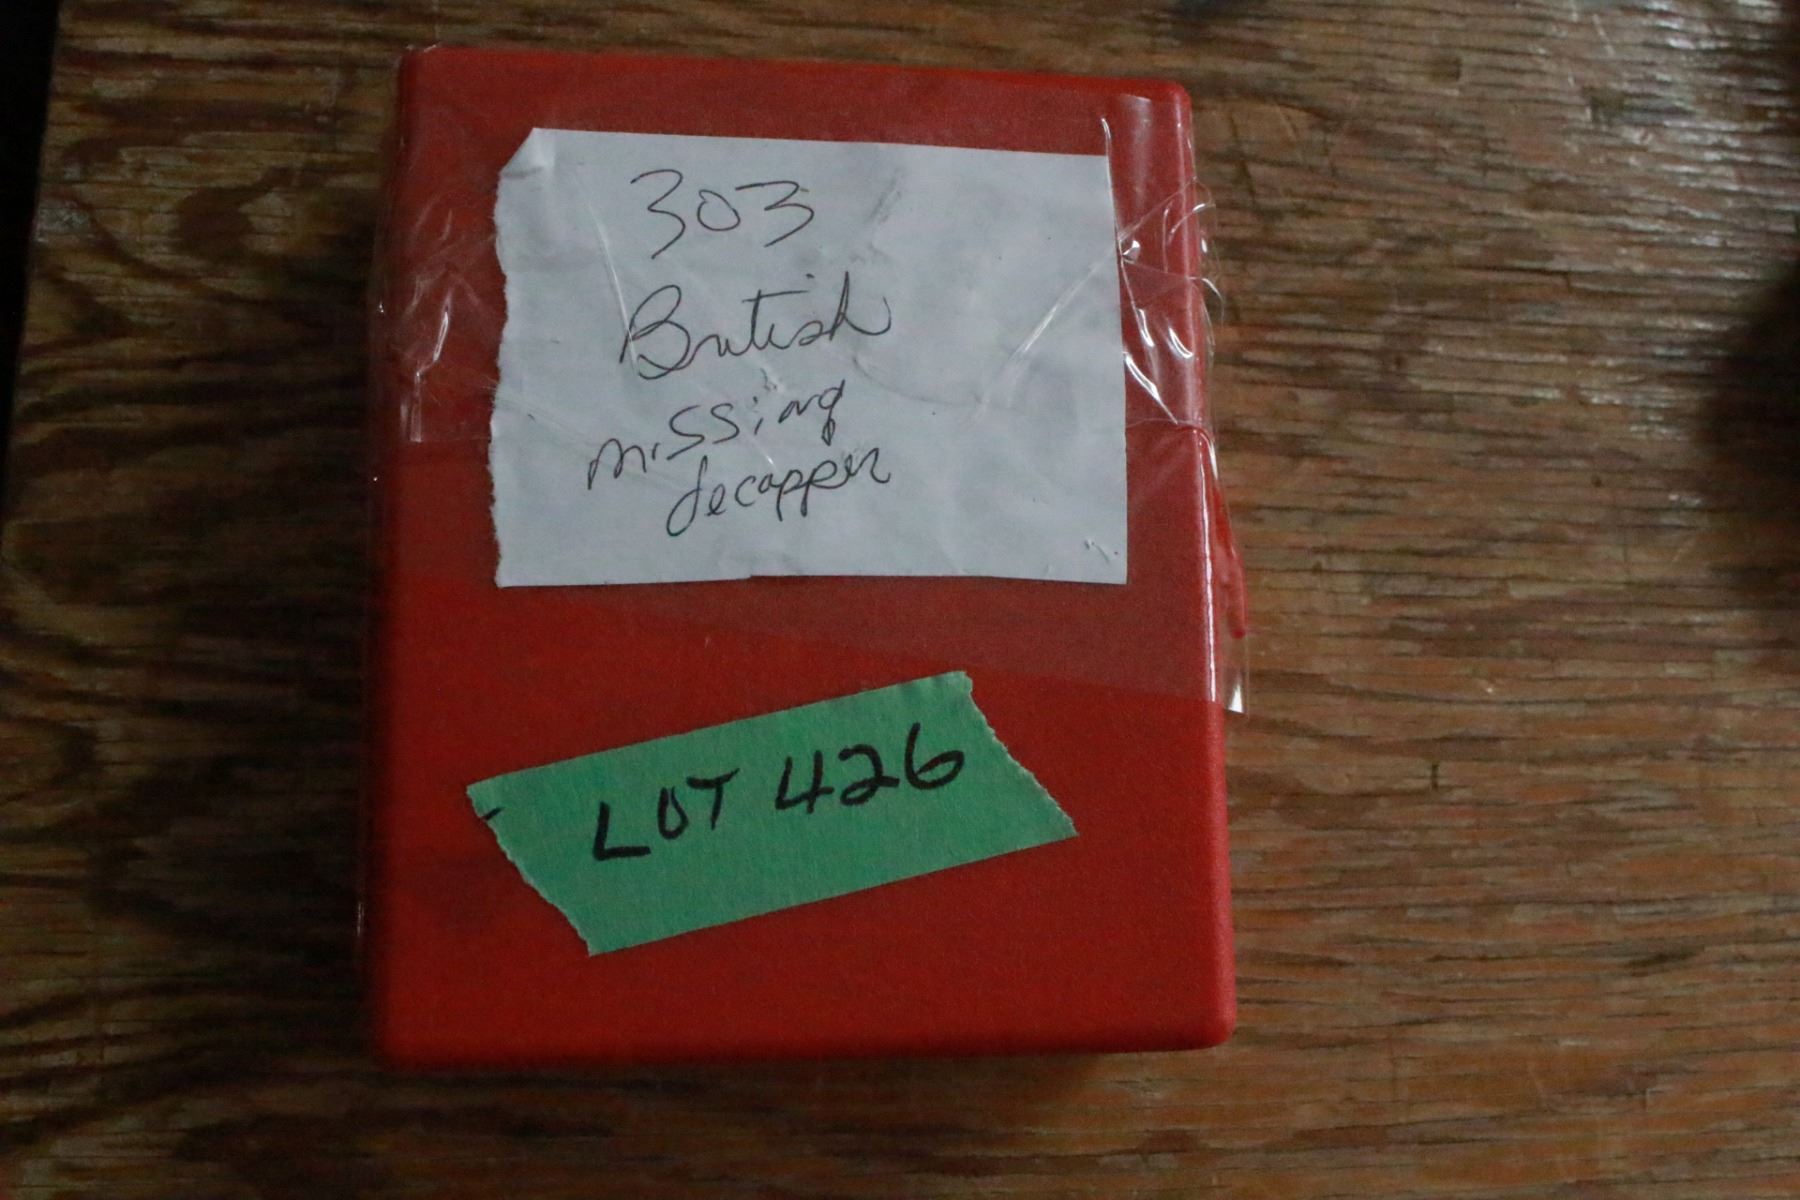 303
British
missing
decapper
LOT 426